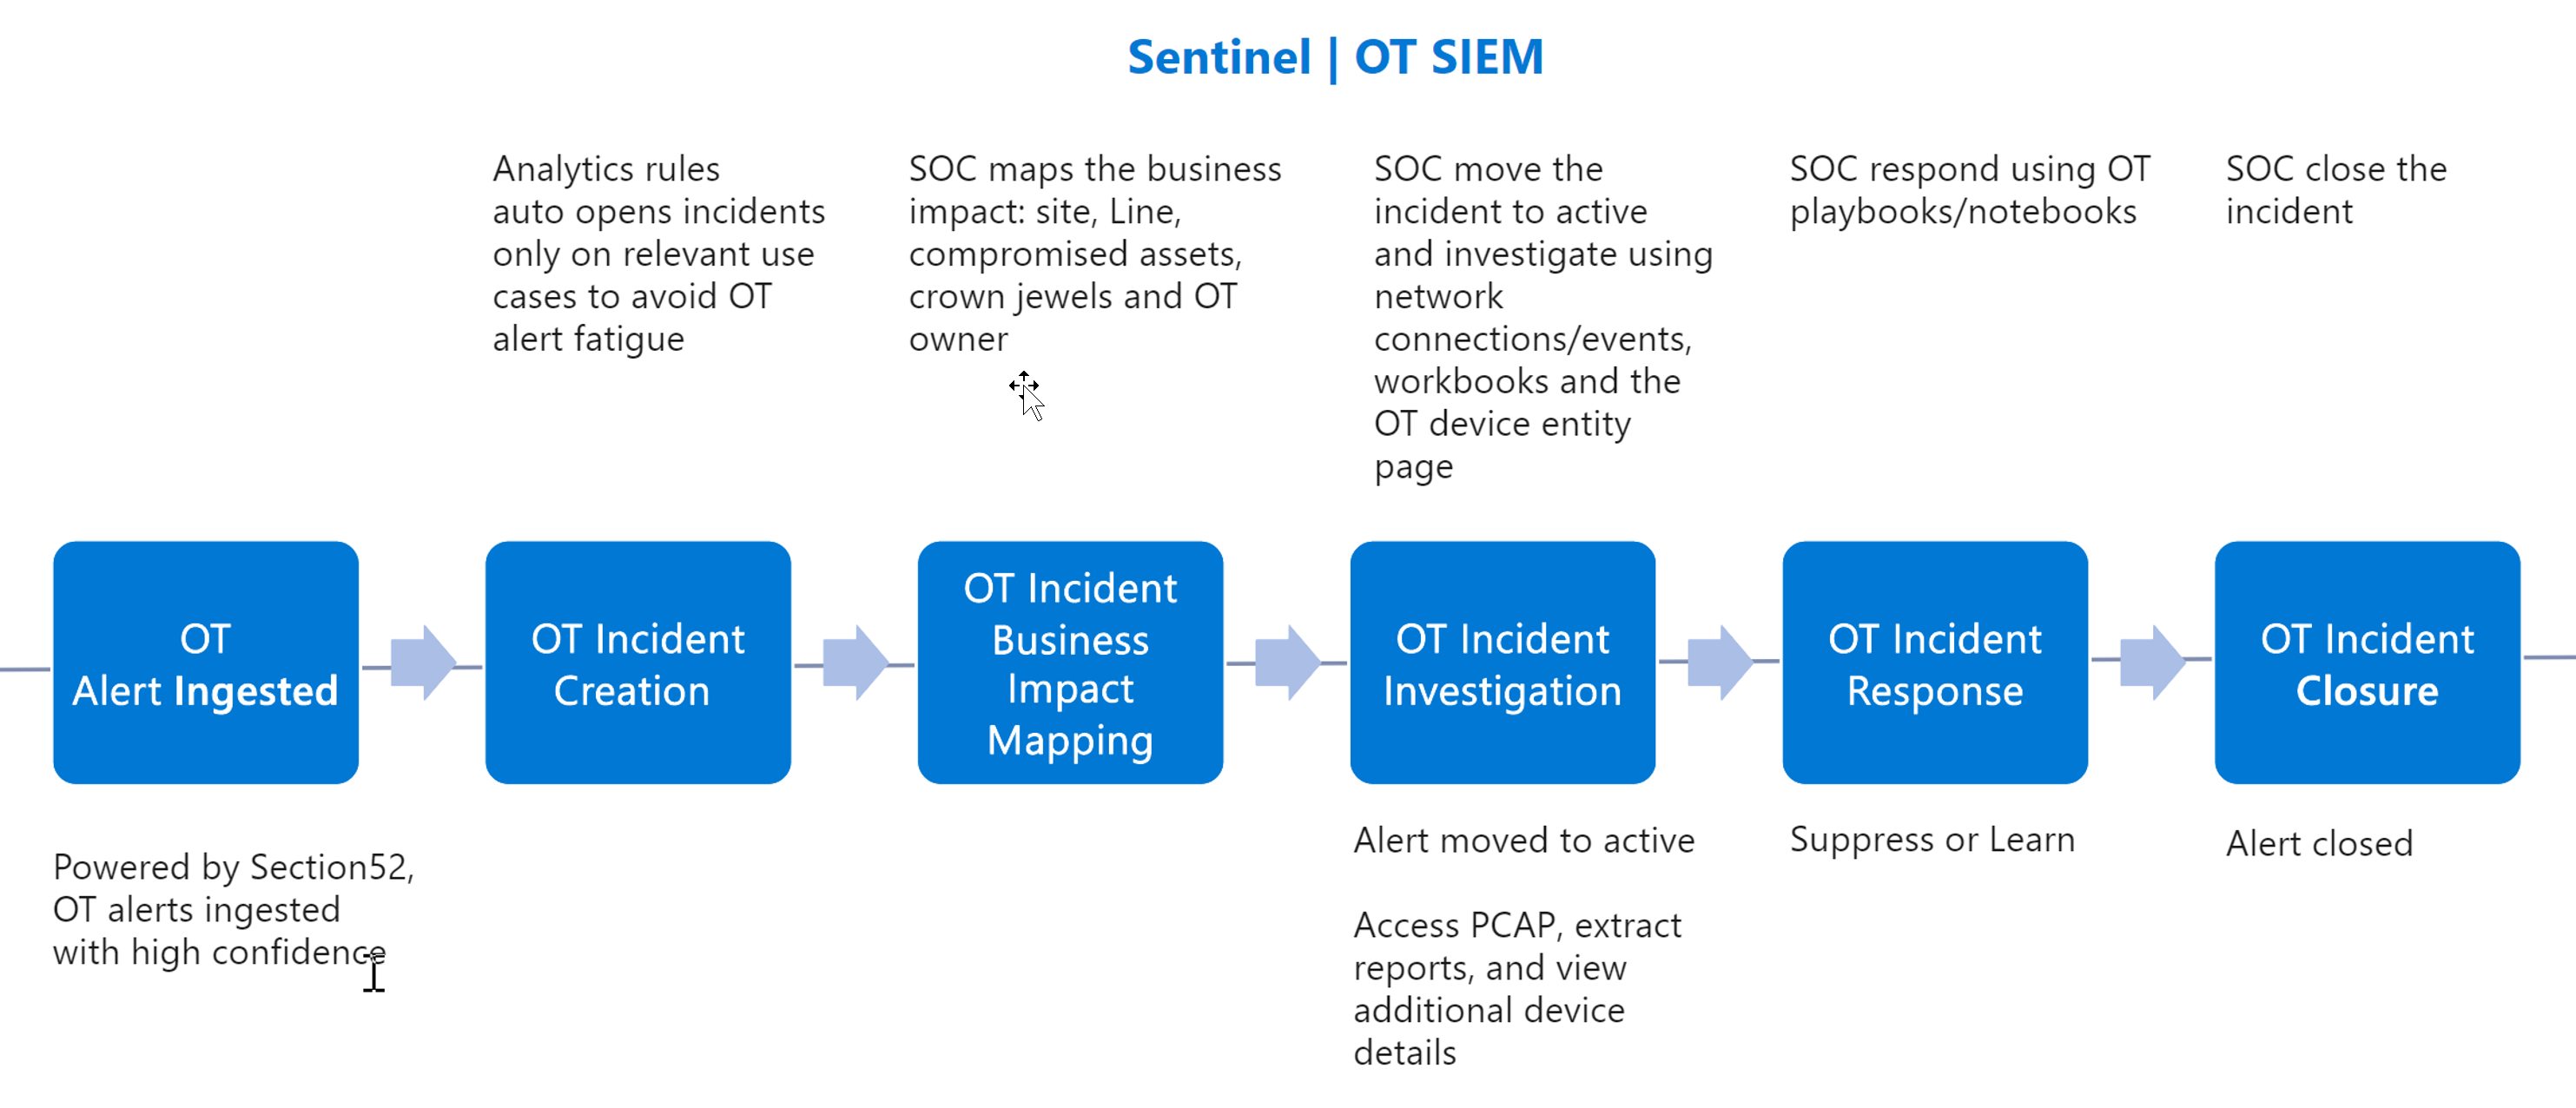 Sentinel | OT SIEM
Analytics rules
auto opens incidents
only on relevant use
cases to avoid OT
alert fatigue
SOC maps the business
impact: site, Line,
compromised assets,
crown jewels and OT
owner
SOC move the
incident to active
and investigate using
network
connections/events,
workbooks and the
OT device entity
page
SOC respond using OT
playbooks/notebooks
SOC close the
incident
OT
Alert Ingested
OT Incident
Creation
OT Incident
Business
Impact
Mapping
OT Incident
Investigation
OT Incident
Response
OT Incident
Closure
Powered by Section52,
OT alerts ingested
with high confidence
Alert moved to active
Access PCAP, extract
reports, and view
additional device
details
Suppress or Learn
Alert closed